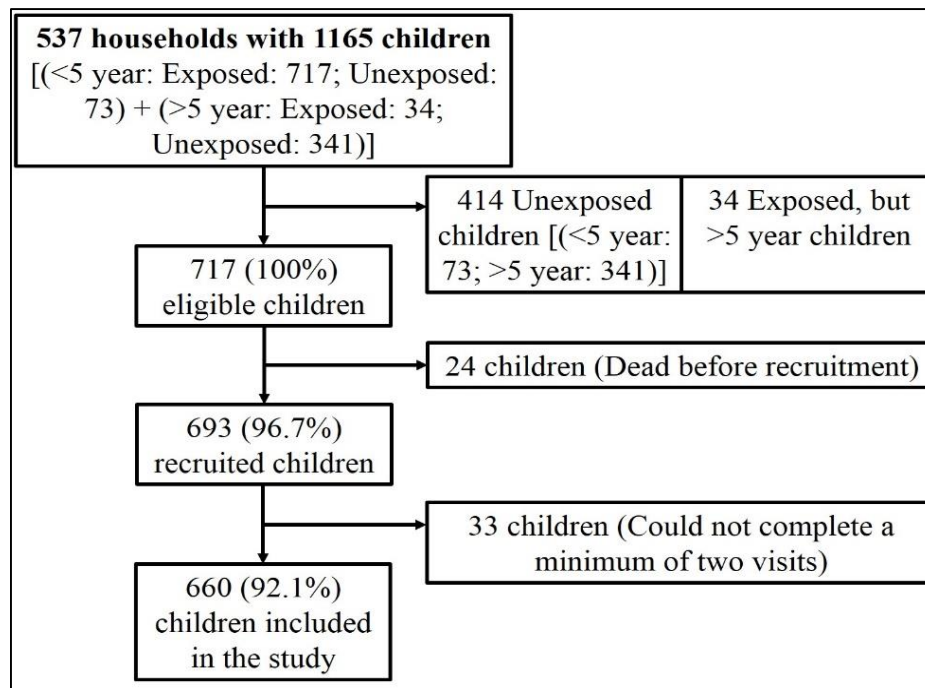 537 households with 1165 children
[(<5 year: Exposed: 717; Unexposed:
73) + (>5 year: Exposed: 34;
Unexposed: 341)]
414 Unexposed
children [(<5 year:
73; >5 year: 341)]
34 Exposed, but
>5 year children
717 (100%)
eligible children
24 children (Dead before recruitment)
693 (96.7%)
recruited children
33 children (Could not complete a
minimum of two visits)
660 (92.1%)
children included
in the study